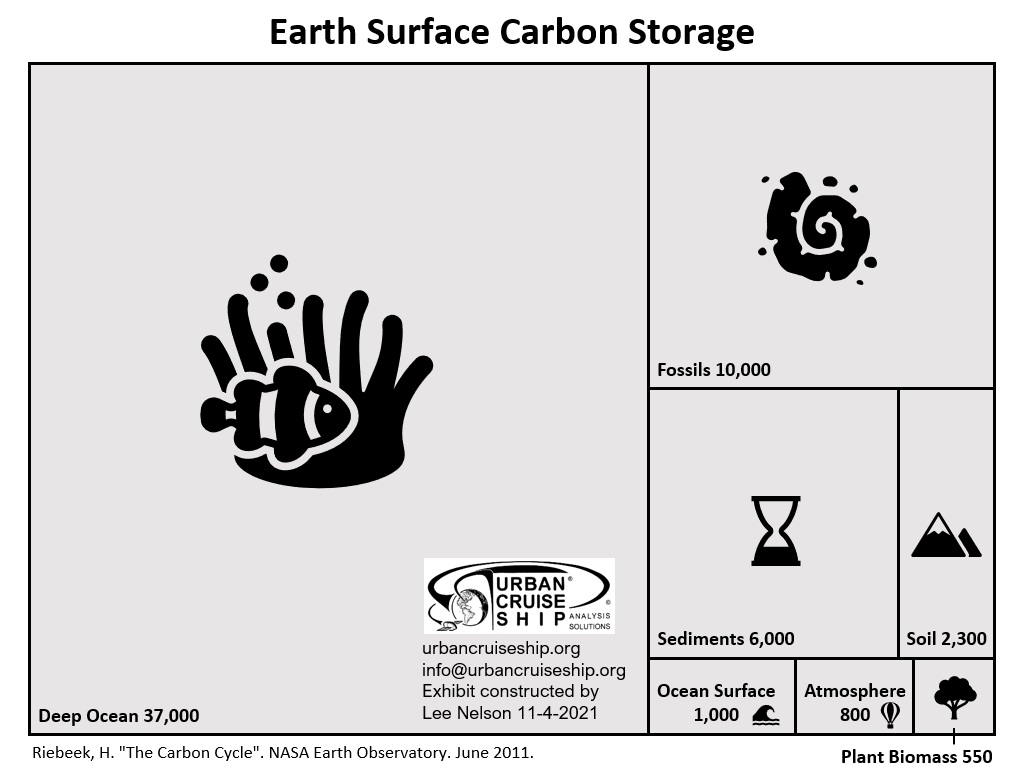 Earth Surface Carbon Storage
Fossils 10,000
Sediments 6,000
Soil 2,300
URBAN®
CRUISE ©
SHIP ANALYSIS SOLUTIONS
urbancruiseship.org
info@urbancruiseship.org
Exhibit constructed by
Lee Nelson 11-4-2021
Deep Ocean 37,000
Ocean Surface
1,000
Atmosphere
800
Plant Biomass 550
Riebeek, H. "The Carbon Cycle". NASA Earth Observatory. June 2011.